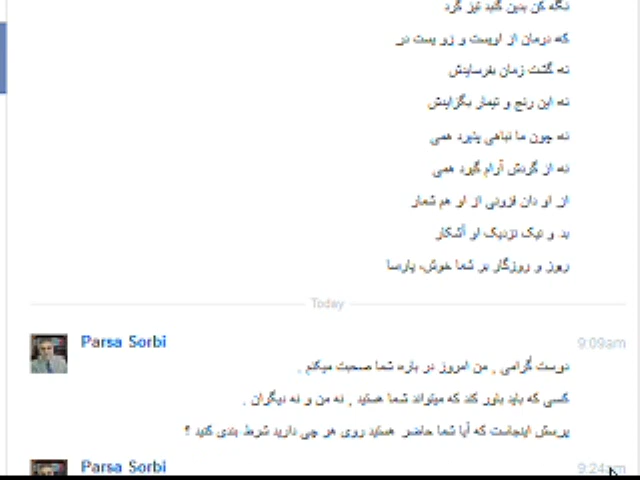 نگه کن بدین گنبد تیز گرد
که درمان از اویست و زو یست درد
نه گشت زمان بفرسایدش
نه این رنج و تیمار بگزایدش
نه چون ما تباهی پذیرد همی
نه از گردش آرام گیرد همی
از او دان فزونی از او هم شمار
بد و نیک نزدیک او آشکار
روز و روزگار بر شما خوش، پارسا
Today
Parsa Sorbi 9:09am
دوست گرامی , من امروز در باره شما صحبت میکنم .
کسی که باید باور کند که میتواند شما هستید , نه من و نه دیگران .
پرسش اینجاست که آیا شما حاضر هستید روی هر چی دارید شرط بندی کنید ؟
Parsa Sorbi 9:24am